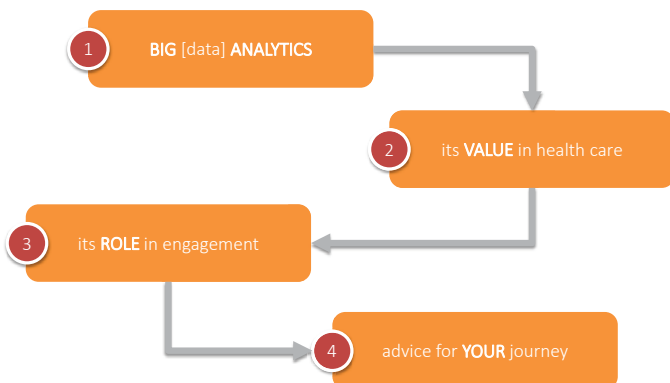 1
BIG [data] ANALYTICS
2
its VALUE in health care
3
its ROLE in engagement
4
advice for YOUR journey